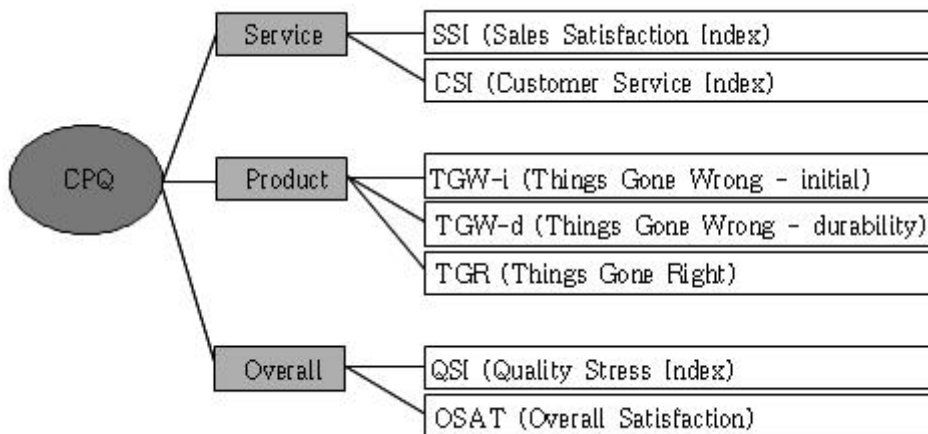 Service
SSI (Sales Satisfaction Index)
CSI (Customer Service Index)
CPQ
Product
TGW-i (Things Gone Wrong - initial)
TGW-d (Things Gone Wrong - durability)
TGR (Things Gone Right)
Overall
QSI (Quality Stress Index)
OSAT (Overall Satisfaction)